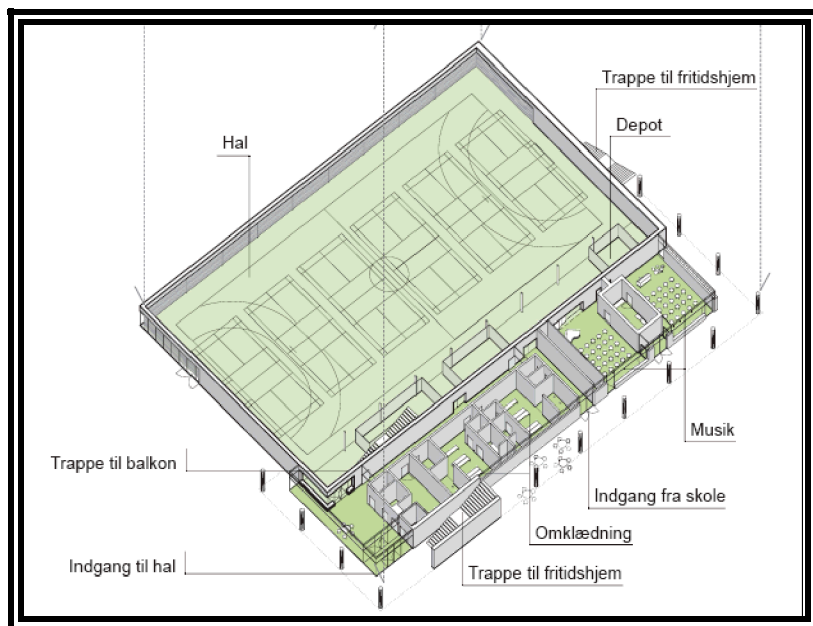 Trappe til fritidshjem
Depot
Hal
Musik
Trappe til balkon
Indgang fra skole
Omklædning
Indgang til hal
Trappe til fritidshjem